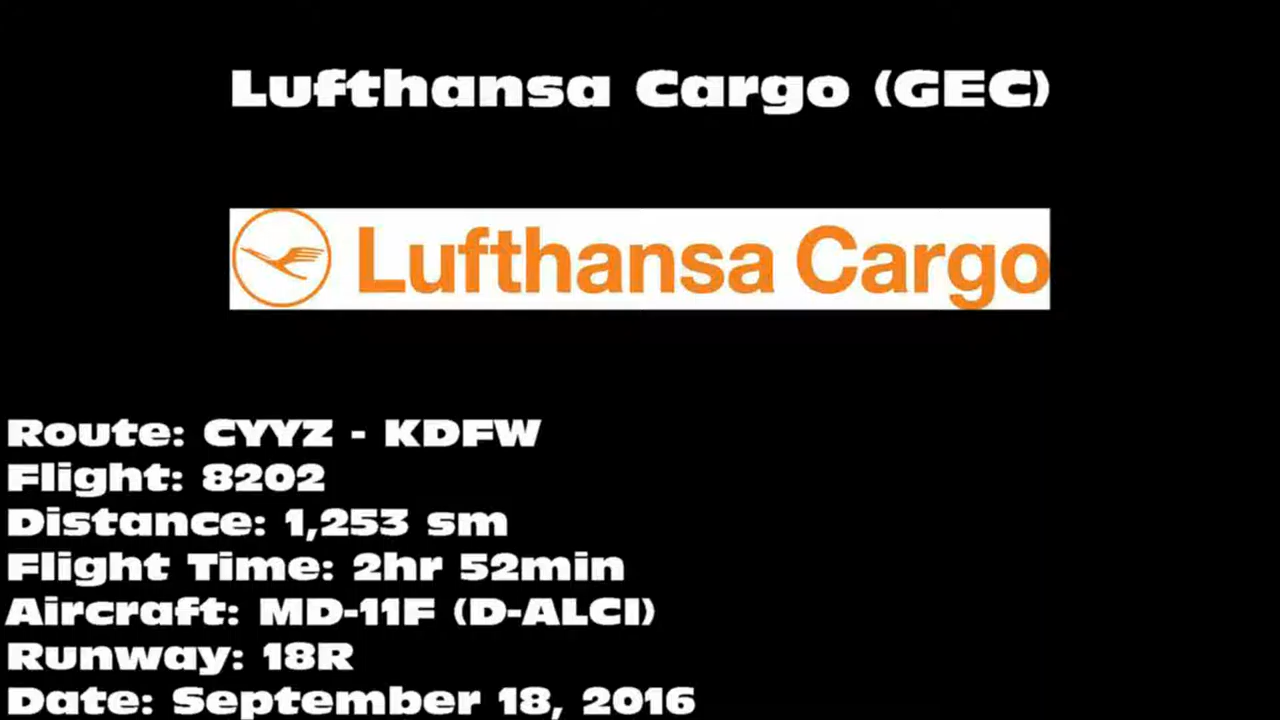 Lufthansa Cargo (GEC)
Lufthansa Cargo
Route: CYYZ - KDFW
Flight: 8202
Distance: 1,253 sm
Flight Time: 2hr 52min
Aircraft: MD-11F (D-ALCI)
Runway: 18R
Date: September 18, 2016